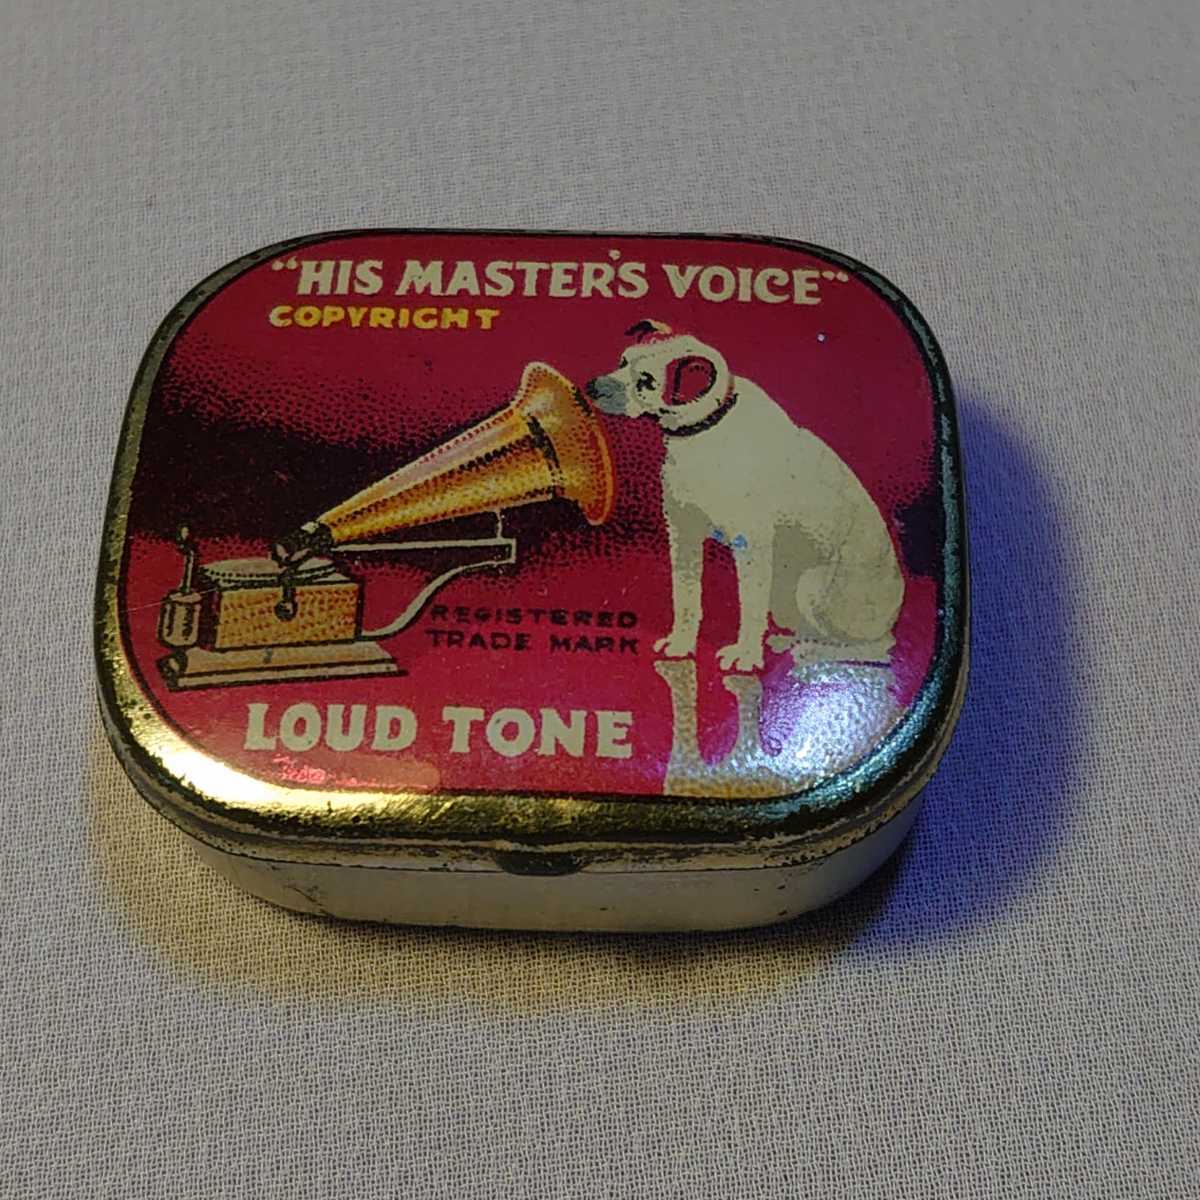 "HIS MASTER'S VOICE"
COPYRIGHT
REGISTERED
TRADE MARK
LOUD TONE